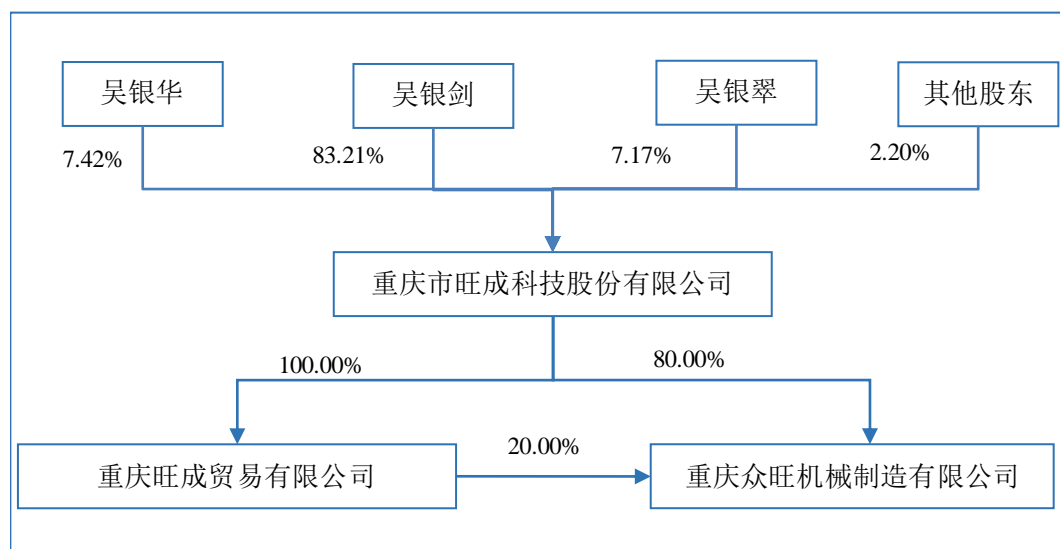 吴银华
吴银剑
吴银翠
其他股东
7.42%
83.21%
7.17%
2.20%
重庆市旺成科技股份有限公司
100.00%
80.00%
重庆旺成贸易有限公司
20.00%
重庆众旺机械制造有限公司